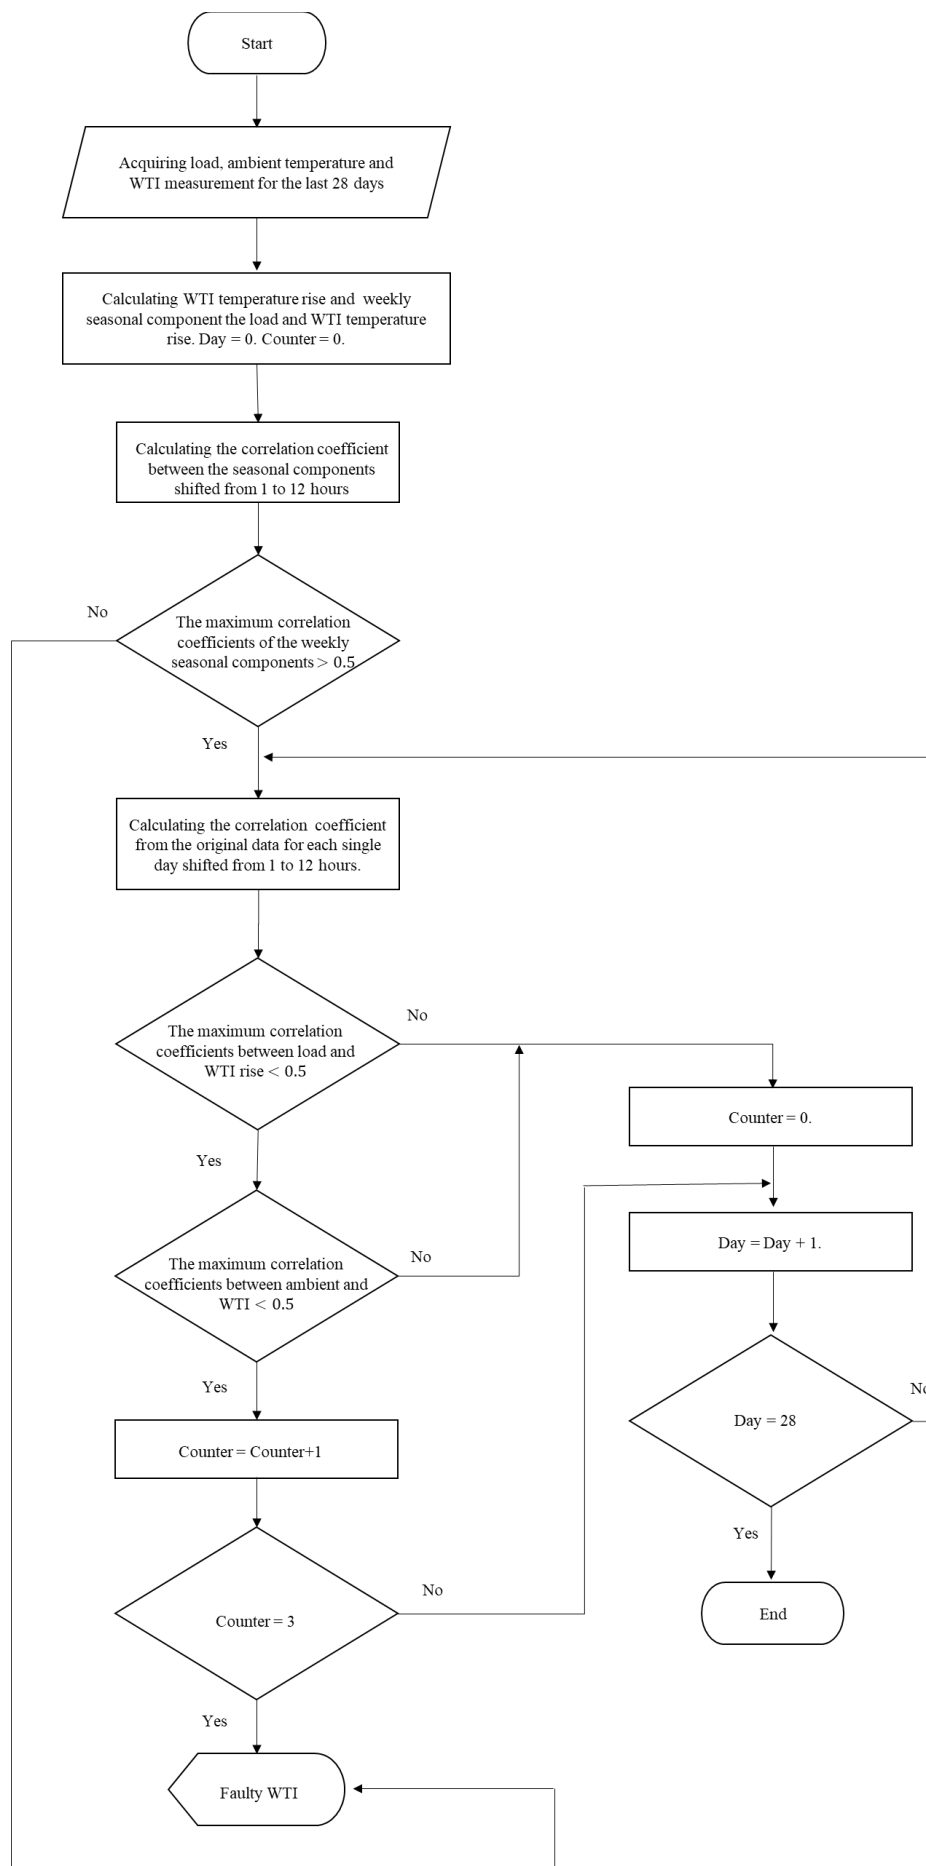 Start
Acquiring load, ambient temperature and
WTI measurement for the last 28 days
Calculating WTI temperature rise and weekly
seasonal component the load and WTI temperature
rise. Day = 0. Counter = 0.
Calculating the correlation coefficient
between the seasonal components
shifted from 1 to 12 hours
No
The maximum correlation
coefficients of the weekly
seasonal components > 0.5
Yes
Calculating the correlation coefficient
from the original data for each single
day shifted from 1 to 12 hours.
No
The maximum correlation
coefficients between load and
WTI rise < 0.5
Counter = 0.
Yes
Day = Day + 1.
No
The maximum correlation
coefficients between ambient and
WTI < 0.5
Yes
No
Day = 28
Counter = Counter+1
Yes
No
End
Counter = 3
Yes
Faulty WTI